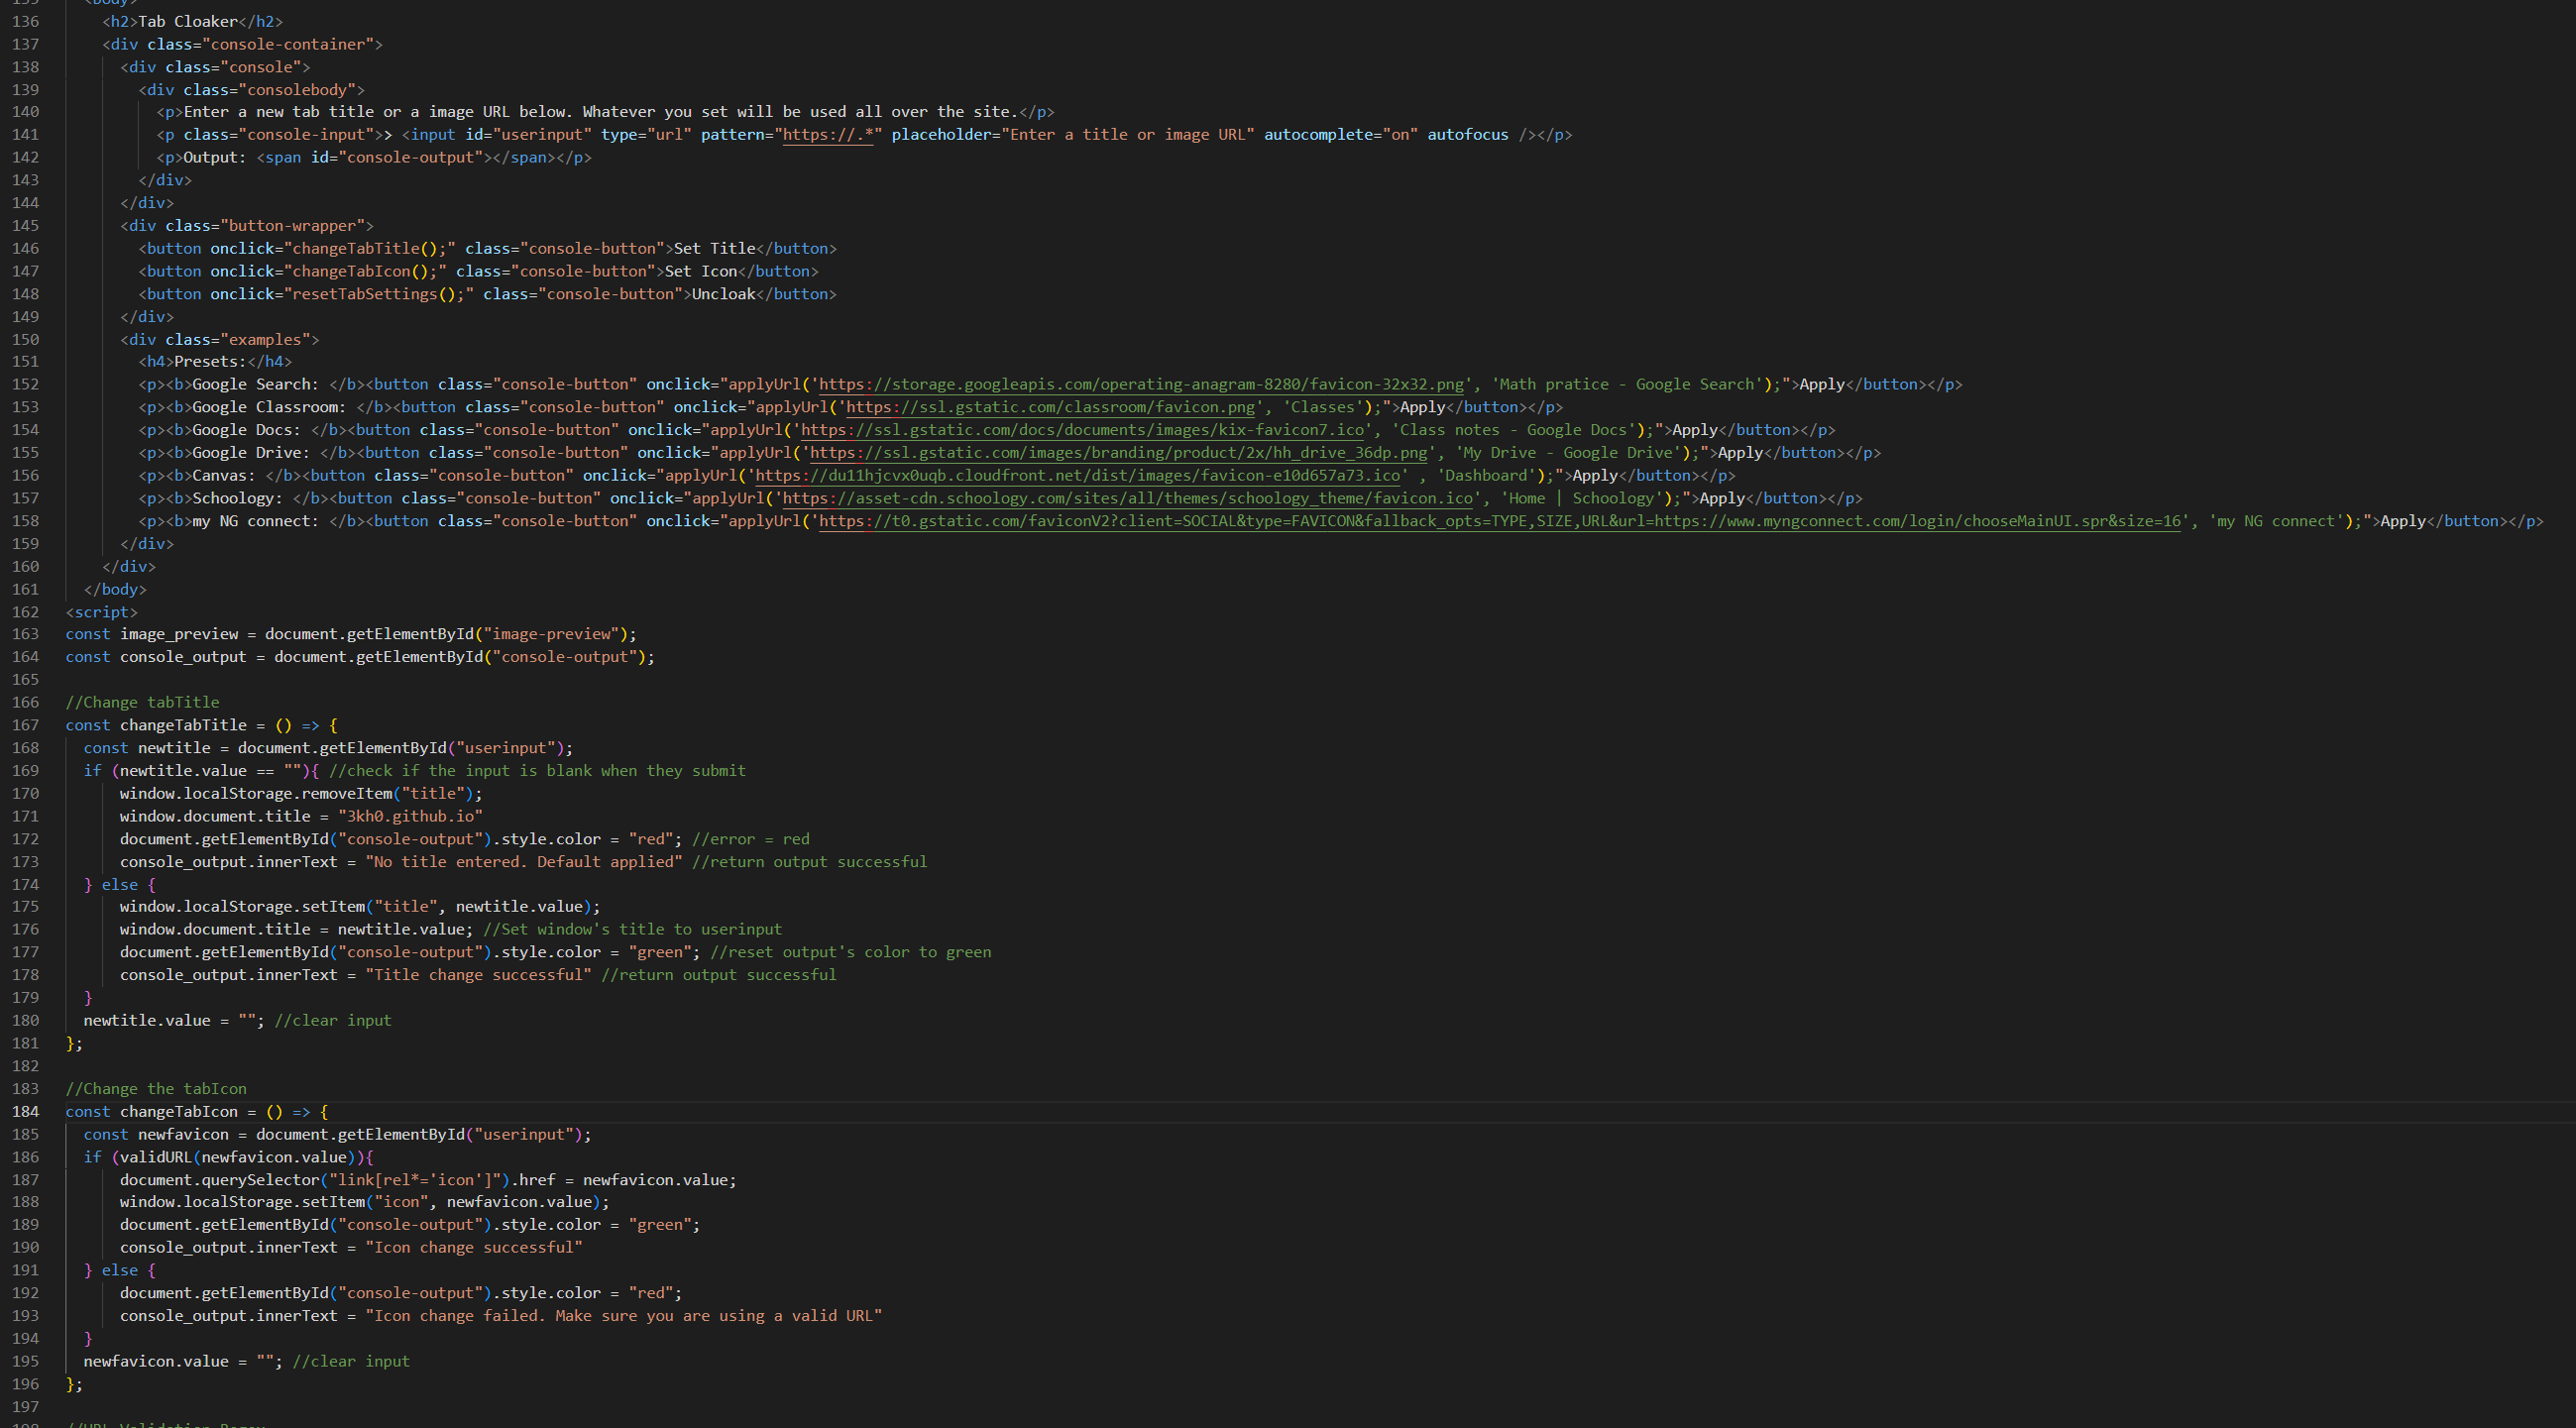 135 <body>
136 <h2>Tab Cloaker</h2>
137 <div class="console-container">
138 <div class="console">
139 <div class="consolebody">
140 <p>Enter a new tab title or a image URL below. Whatever you set will be used all over the site.</p>
141 <p class="console-input">> <input id="userinput" type="url" pattern="https://.*" placeholder="Enter a title or image URL" autocomplete="on" autofocus /></p>
142 <p>Output: <span id="console-output"></span></p>
143 </div>
144 </div>
145 <div class="button-wrapper">
146 <button onclick="changeTabTitle();" class="console-button">Set Title</button>
147 <button onclick="changeTabIcon();" class="console-button">Set Icon</button>
148 <button onclick="resetTabSettings();" class="console-button">Uncloak</button>
149 </div>
150 <div class="examples">
151 <h4>Presets:</h4>
152 <p><b>Google Search: </b><button class="console-button" onclick="applyUrl('https://storage.googleapis.com/operating-anagram-8280/favicon-32x32.png', 'Math pratice - Google Search');">Apply</button></p>
153 <p><b>Google Classroom: </b><button class="console-button" onclick="applyUrl('https://ssl.gstatic.com/classroom/favicon.png', 'Classes');">Apply</button></p>
154 <p><b>Google Docs: </b><button class="console-button" onclick="applyUrl('https://ssl.gstatic.com/docs/documents/images/kix-favicon7.ico', 'Class notes - Google Docs');">Apply</button></p>
155 <p><b>Google Drive: </b><button class="console-button" onclick="applyUrl('https://ssl.gstatic.com/images/branding/product/2x/hh_drive_36dp.png', 'My Drive - Google Drive');">Apply</button></p>
156 <p><b>Canvas: </b><button class="console-button" onclick="applyUrl('https://du11hjcvx0uqb.cloudfront.net/dist/images/favicon-e10d657a73.ico' , 'Dashboard');">Apply</button></p>
157 <p><b>Schoology: </b><button class="console-button" onclick="applyUrl('https://asset-cdn.schoology.com/sites/all/themes/schoology_theme/favicon.ico', 'Home | Schoology');">Apply</button></p>
158 <p><b>my NG connect: </b><button class="console-button" onclick="applyUrl('https://t0.gstatic.com/faviconV2?client=SOCIAL&type=FAVICON&fallback_opts=TYPE,SIZE,URL&url=https://www.myngconnect.com/login/chooseMainUI.spr&size=16', 'my NG connect');">Apply</button></p>
159 </div>
160 </div>
161 </body>
162 <script>
163 const image_preview = document.getElementById("image-preview");
164 const console_output = document.getElementById("console-output");
165
166 //Change tabTitle
167 const changeTabTitle = () => {
168 const newtitle = document.getElementById("userinput");
169 if (newtitle.value == ""){ //check if the input is blank when they submit
170 window.localStorage.removeItem("title");
171 window.document.title = "3kh0.github.io"
172 document.getElementById("console-output").style.color = "red"; //error = red
173 console_output.innerText = "No title entered. Default applied" //return output successful
174 } else {
175 window.localStorage.setItem("title", newtitle.value);
176 window.document.title = newtitle.value; //Set window's title to userinput
177 document.getElementById("console-output").style.color = "green"; //reset output's color to green
178 console_output.innerText = "Title change successful" //return output successful
179 }
180 newtitle.value = ""; //clear input
181 };
182
183 //Change the tabIcon
184 const changeTabIcon = () => {
185 const newfavicon = document.getElementById("userinput");
186 if (validURL(newfavicon.value)){
187 document.querySelector("link[rel*='icon']").href = newfavicon.value;
188 window.localStorage.setItem("icon", newfavicon.value);
189 document.getElementById("console-output").style.color = "green";
190 console_output.innerText = "Icon change successful"
191 } else {
192 document.getElementById("console-output").style.color = "red";
193 console_output.innerText = "Icon change failed. Make sure you are using a valid URL"
194 }
195 newfavicon.value = ""; //clear input
196 };
197
198 //URL Validation Regex